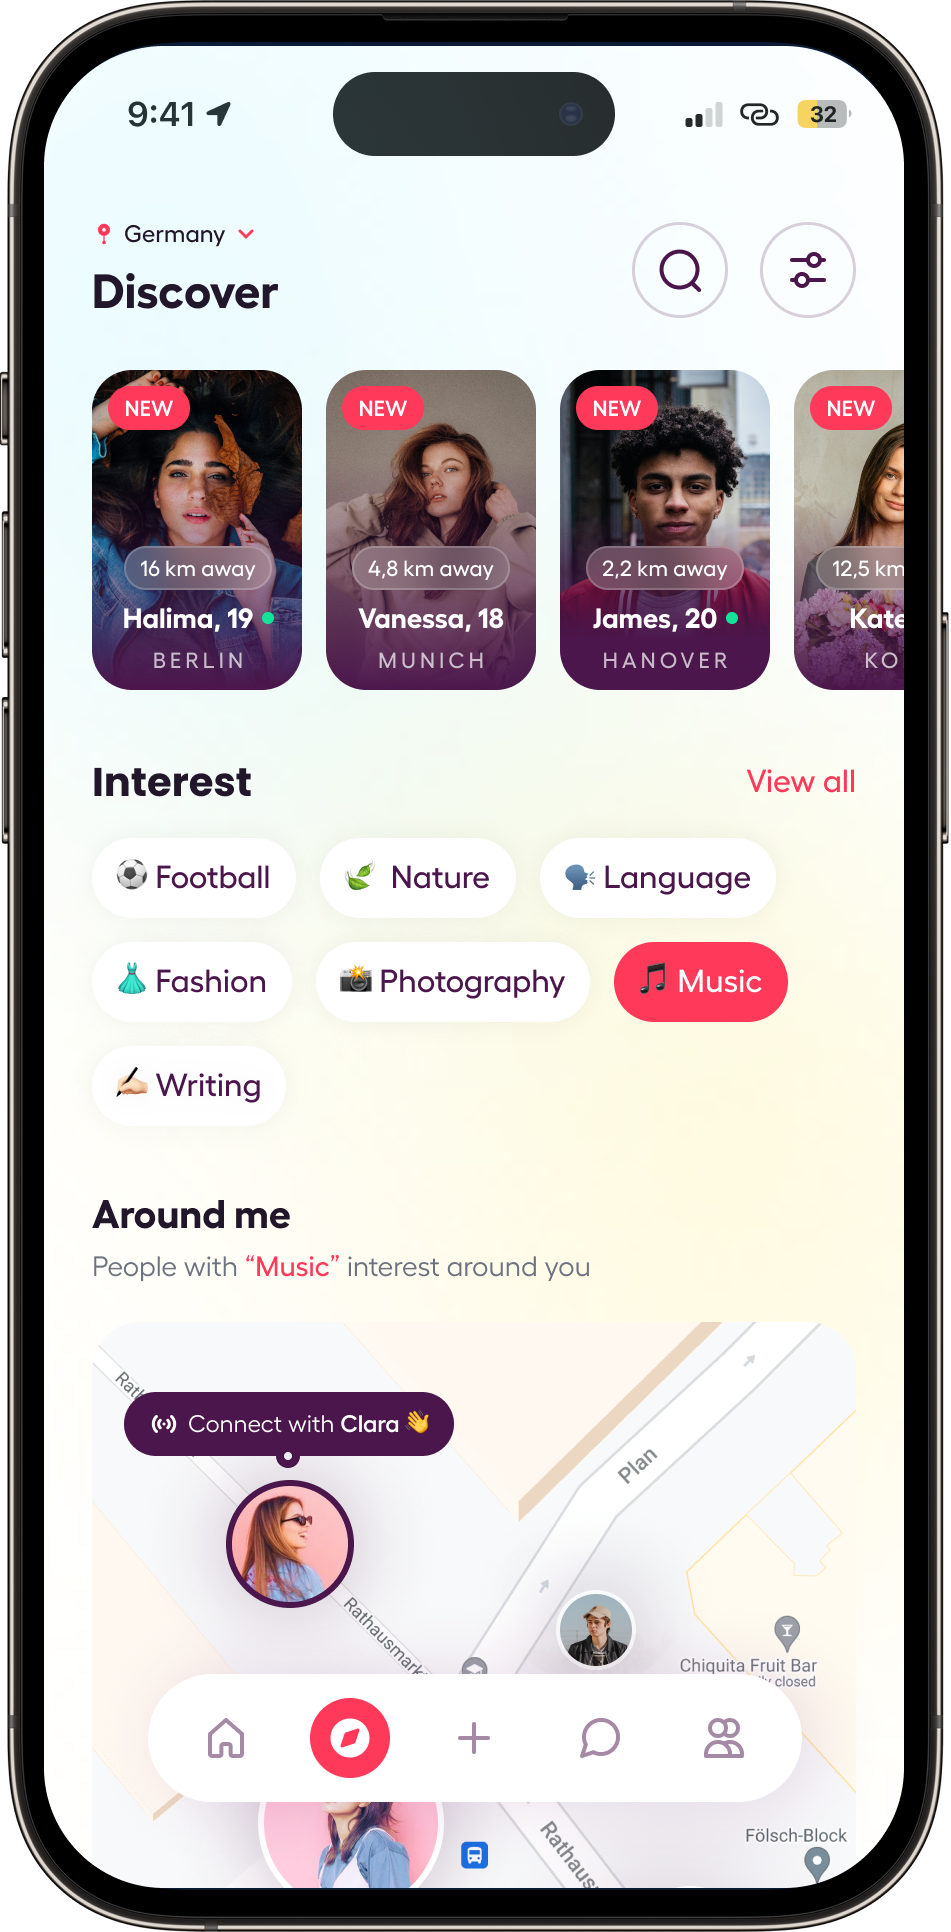 9:41
32
Germany
Discover
NEW
NEW
NEW
NEW
16 km away
4,8 km away
2,2 km away
12,5 km
Halima, 19
Vanessa, 18
James, 20
Kate
BERLIN
MUNICH
HANOVER
KO
Interest
View all
Football
Nature
Language
Fashion
Photography
Music
Writing
Around me
People with “Music” interest around you
Rath
Connect with Clara 👋
Plan
Rathausmark
Chiquita Fruit Bar
closed
Fölsch-Block
Rathaus